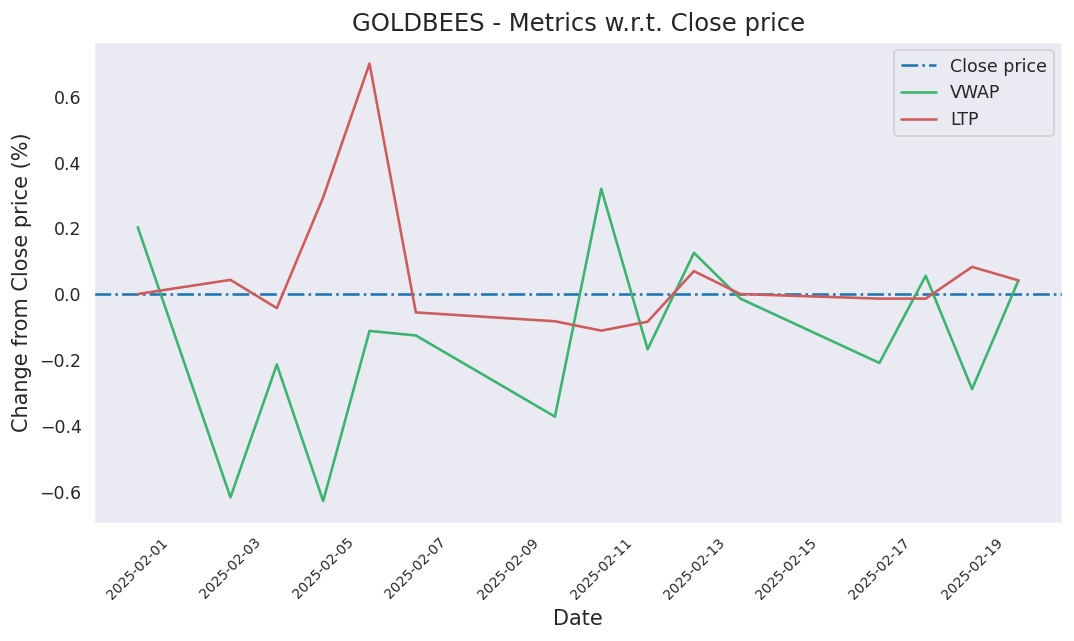 GOLDBEES - Metrics w.r.t. Close price
Close price
VWAP
LTP
Change from Close price (%)
0.6
0.4
0.2
0.0
−0.2
−0.4
−0.6
2025-02-01
2025-02-03
2025-02-05
2025-02-07
2025-02-09
2025-02-11
2025-02-13
2025-02-15
2025-02-17
2025-02-19
Date